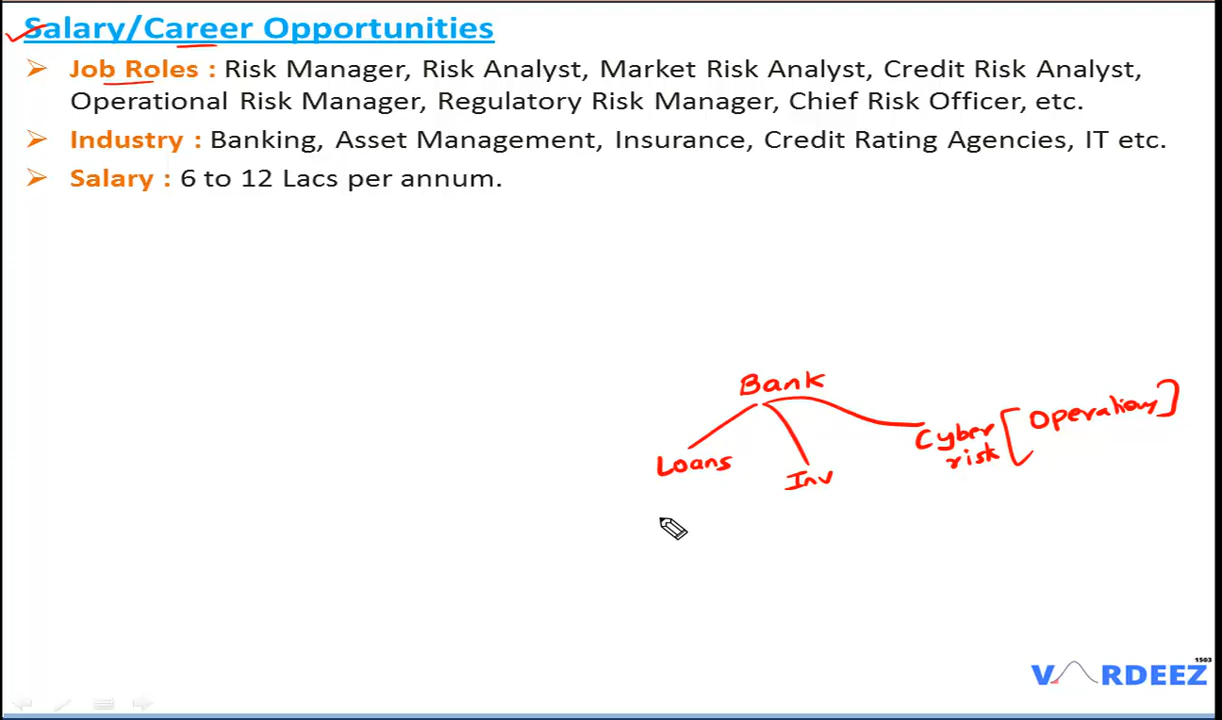 Salary/Career Opportunities
➢ Job Roles : Risk Manager, Risk Analyst, Market Risk Analyst, Credit Risk Analyst,
Operational Risk Manager, Regulatory Risk Manager, Chief Risk Officer, etc.
➢ Industry : Banking, Asset Management, Insurance, Credit Rating Agencies, IT etc.
➢ Salary : 6 to 12 Lacs per annum.
Bank
Loans
Inv
Cyber [Operations]
risk
1503
VARDEEZ